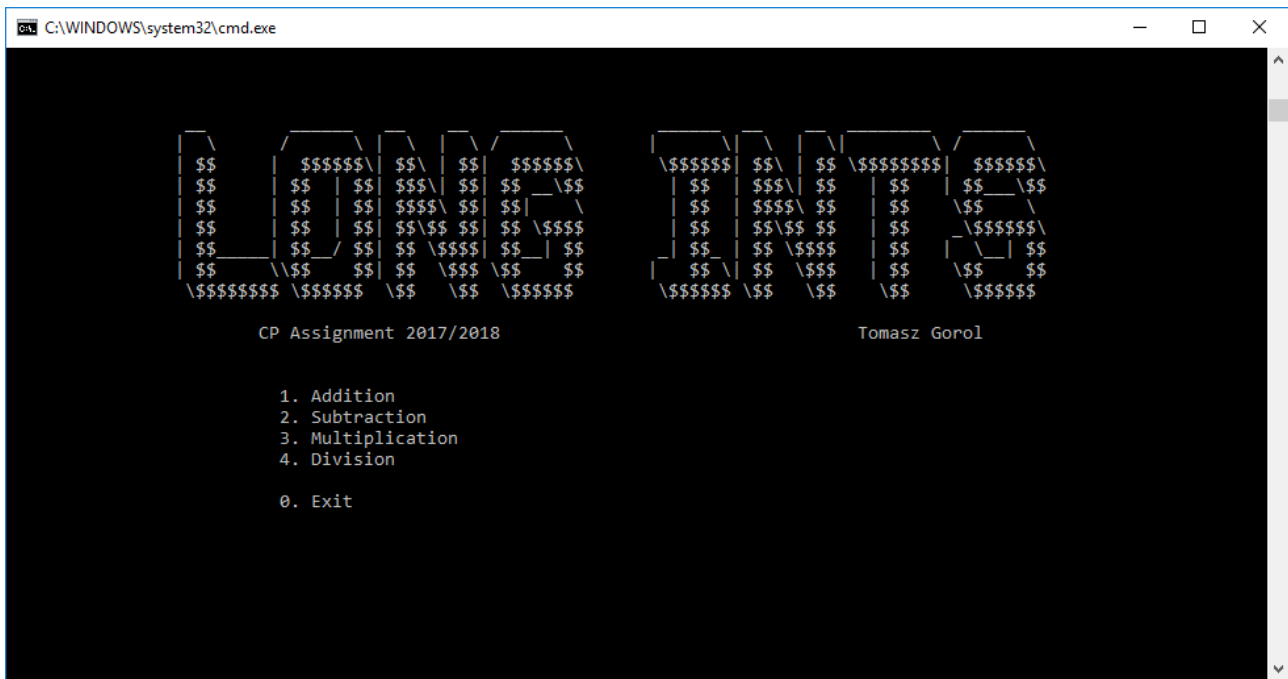 C:\WINDOWS\system32\cmd.exe
LONG INTS
CP Assignment 2017/2018 Tomasz Gorol
1. Addition
2. Subtraction
3. Multiplication
4. Division
0. Exit